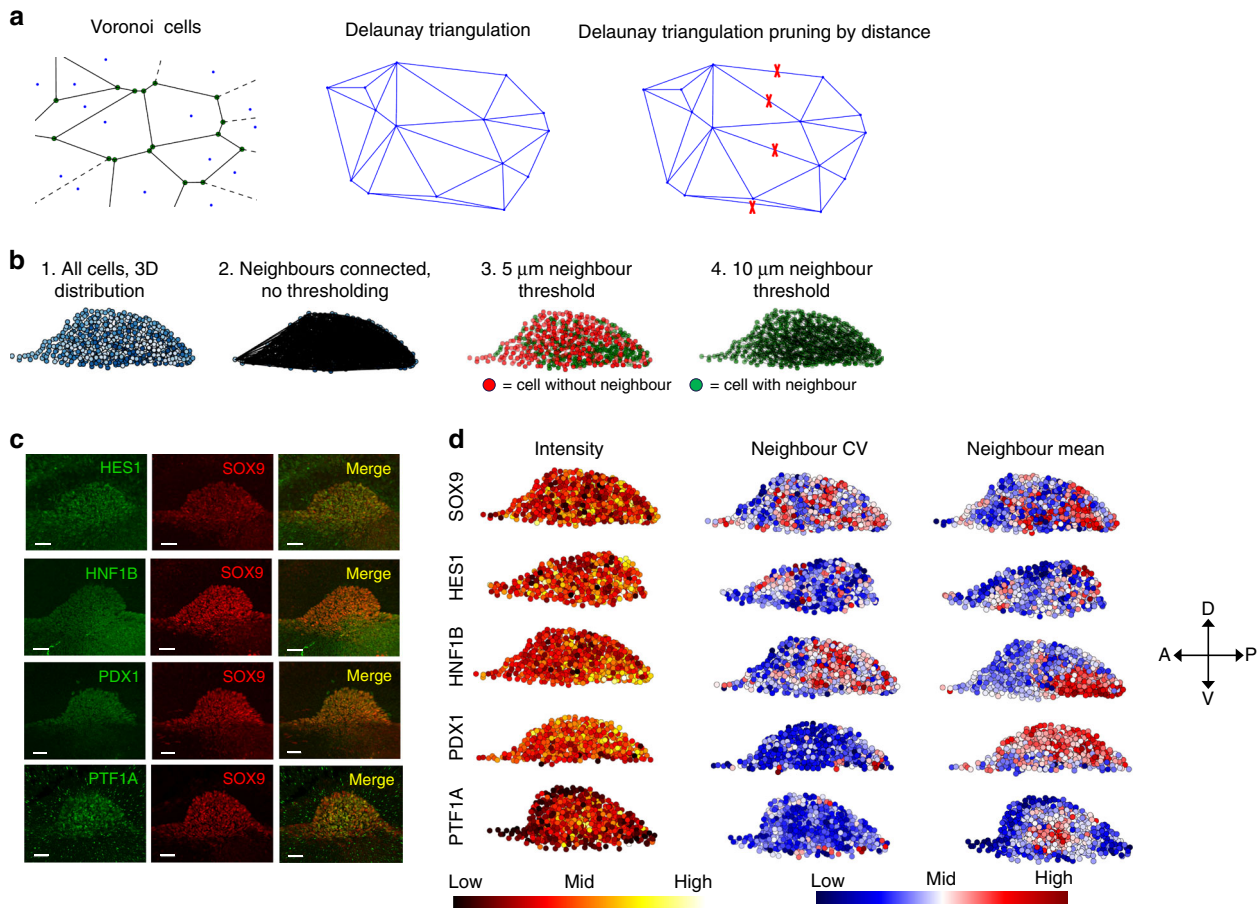 a
Voronoi cells
Delaunay triangulation
Delaunay triangulation pruning by distance
b
1. All cells, 3D
distribution
2. Neighbours connected,
no thresholding
3. 5 μm neighbour
threshold
4. 10 μm neighbour
threshold
= cell without neighbour
= cell with neighbour
c
HES1
SOX9
Merge
HNF1B
SOX9
Merge
PDX1
SOX9
Merge
PTF1A
SOX9
Merge
d
Intensity
Neighbour CV
Neighbour mean
SOX9
HES1
HNF1B
PDX1
PTF1A
D
A
P
V
Low
Mid
High
Low
Mid
High